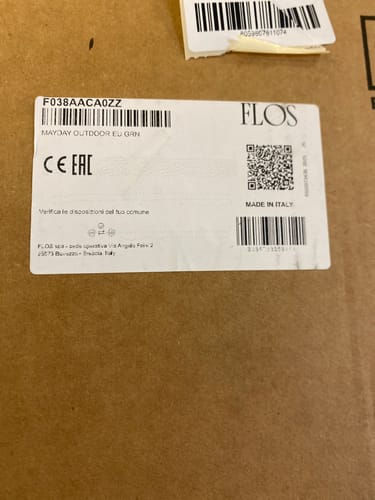 F038AACA0ZZ
MAYDAY OUTDOOR EU GRN
FLOS
CE EAC
MADE IN ITALY
Verifica le disposizioni del tuo comune
FLOS spa - sede operativa Via Angelo Faini 2
25073 Bovezzo - Brescia, Italy